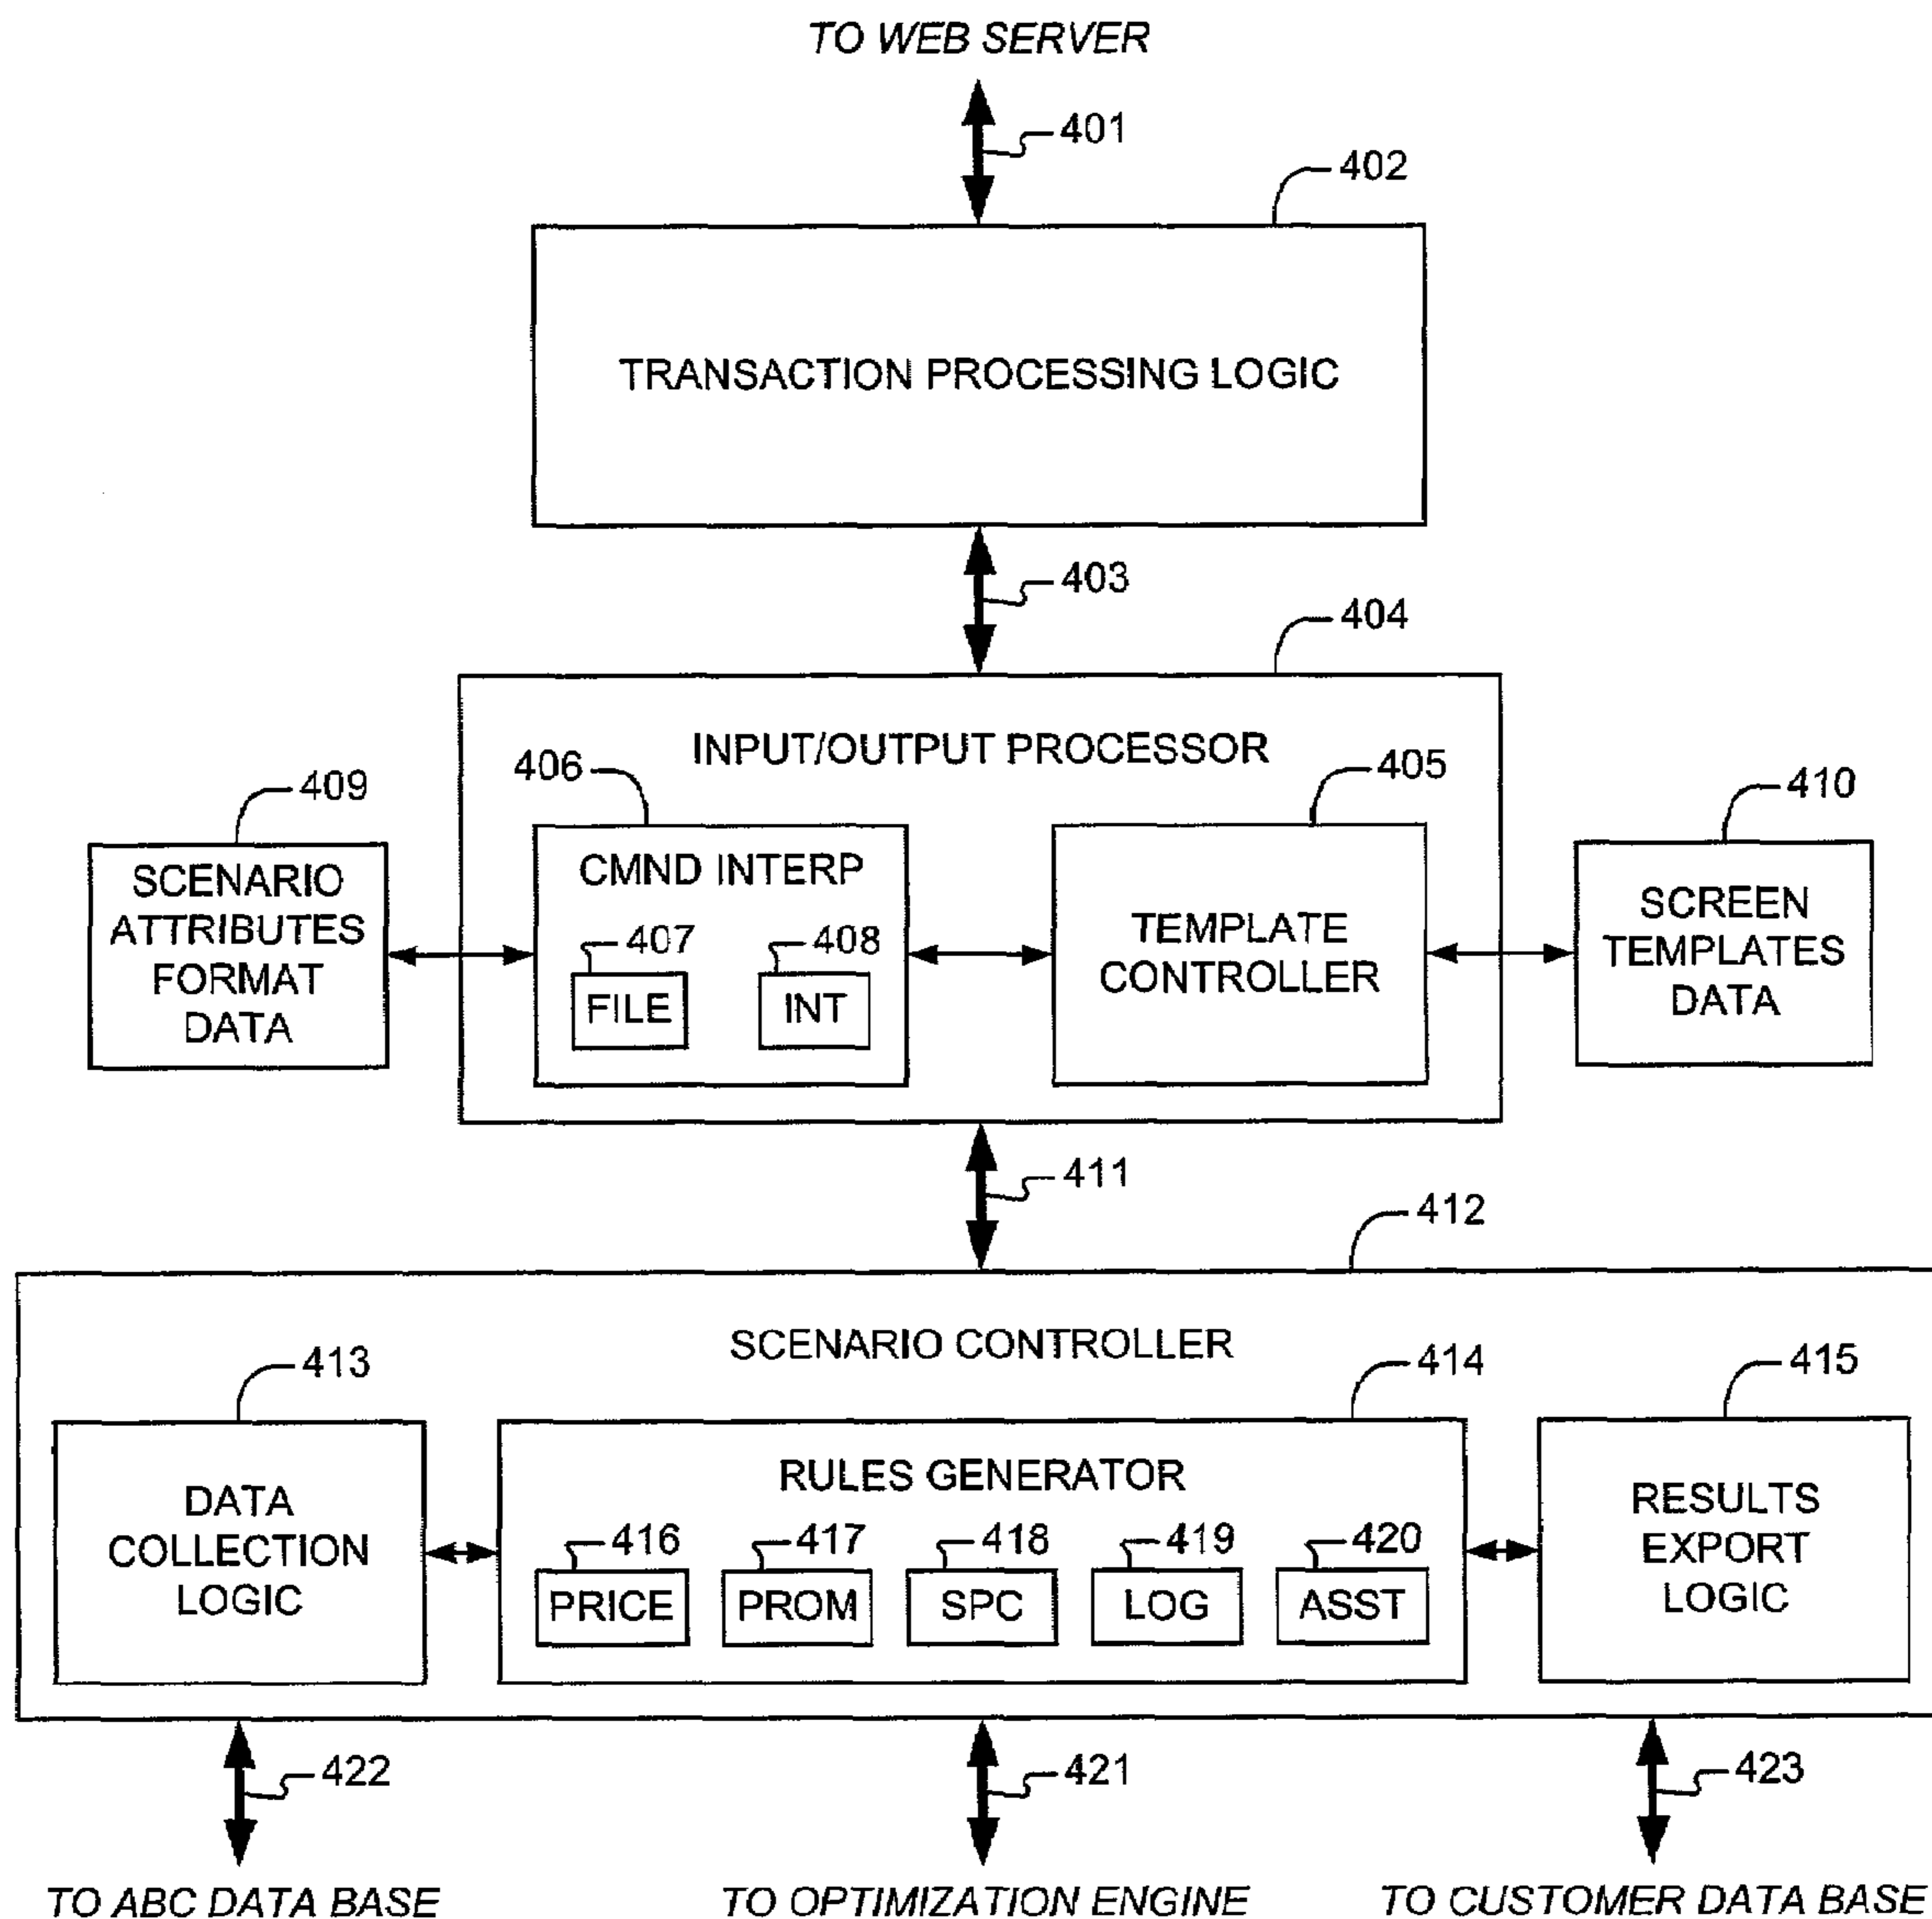 TO WEB SERVER
401
402
TRANSACTION PROCESSING LOGIC
403
404
INPUT/OUTPUT PROCESSOR
406
405
409
410
CMND INTERP
407
408
FILE
INT
TEMPLATE
CONTROLLER
SCENARIO
ATTRIBUTES
FORMAT
DATA
SCREEN
TEMPLATES
DATA
411
412
SCENARIO CONTROLLER
413
414
415
DATA
COLLECTION
LOGIC
RULES GENERATOR
416
417
418
419
420
PRICE
PROM
SPC
LOG
ASST
RESULTS
EXPORT
LOGIC
422
421
423
TO ABC DATA BASE
TO OPTIMIZATION ENGINE
TO CUSTOMER DATA BASE